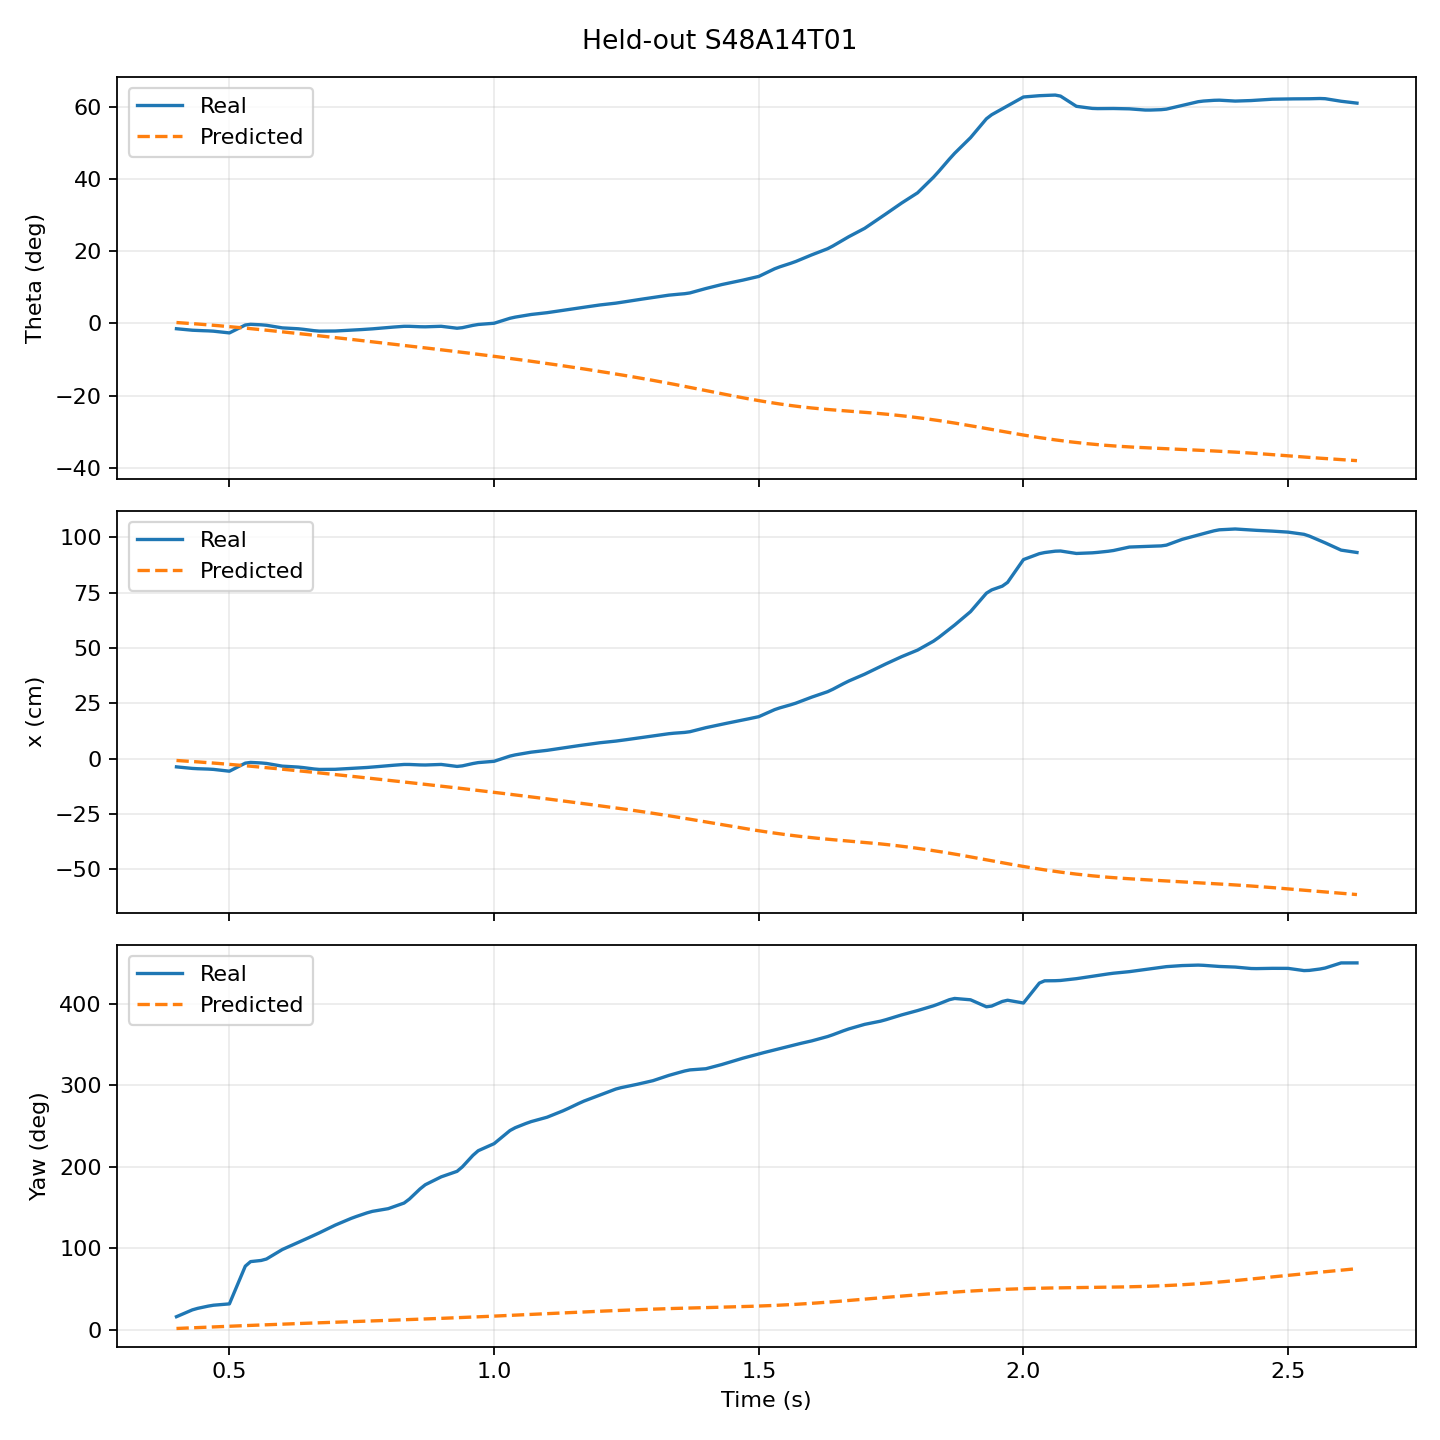 Held-out S48A14T01
Real
Predicted
60
40
20
0
−20
−40
Theta (deg)
Real
Predicted
100
75
50
25
0
−25
−50
x (cm)
Real
Predicted
400
300
200
100
0
Yaw (deg)
0.5 1.0 1.5 2.0 2.5
Time (s)